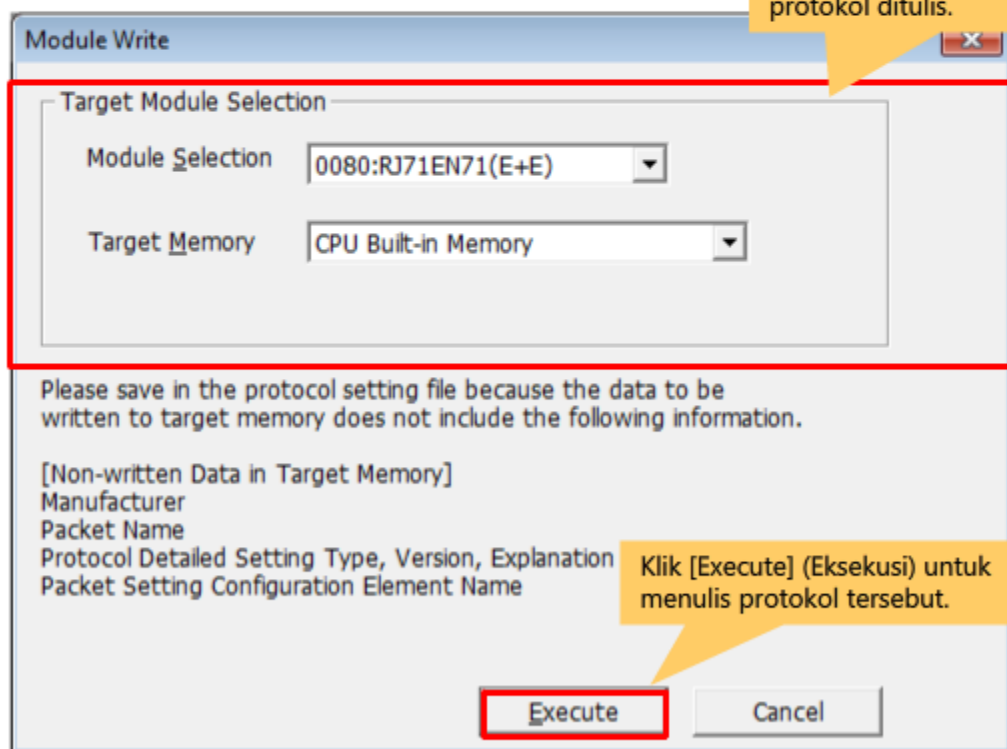 protokol ditulis.
Module Write
Target Module Selection
Module Selection
0080:RJ71EN71(E+E)
Target Memory
CPU Built-in Memory
Please save in the protocol setting file because the data to be
written to target memory does not include the following information.
[Non-written Data in Target Memory]
Manufacturer
Packet Name
Protocol Detailed Setting Type, Version, Explanation
Packet Setting Configuration Element Name
Klik [Execute] (Eksekusi) untuk
menulis protokol tersebut.
Execute
Cancel